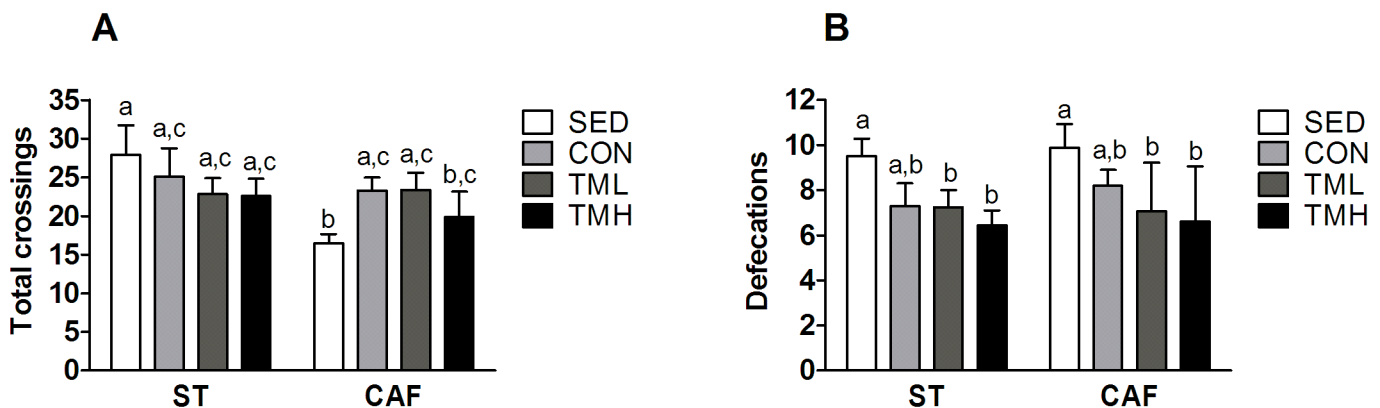 A
Total crossings
35
30
25
20
15
10
5
0
a
a,c
a,c
a,c
b
a,c
a,c
b,c
ST
CAF
SED
CON
TML
TMH
B
Defecations
12
10
8
6
4
2
0
a
a,b
b
b
a
a,b
b
b
ST
CAF
SED
CON
TML
TMH